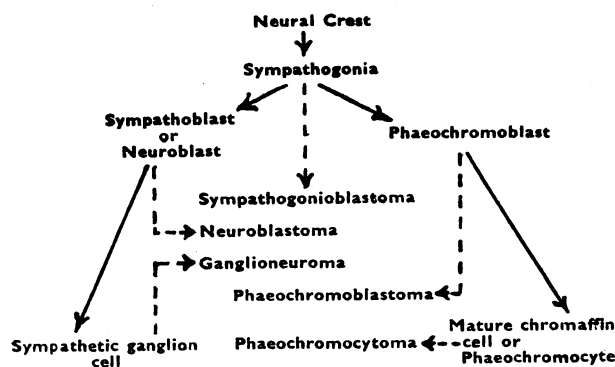 Neural Crest
Sympathogonia
Sympathoblast
or
Neuroblast
Phaeochromoblast
Sympathogonioblastoma
Neuroblastoma
Ganglioneuroma
Phaeochromoblastoma
Sympathetic ganglion
cell
Phaeochromocytoma
Mature chromaffin
cell or
Phaeochromocyte